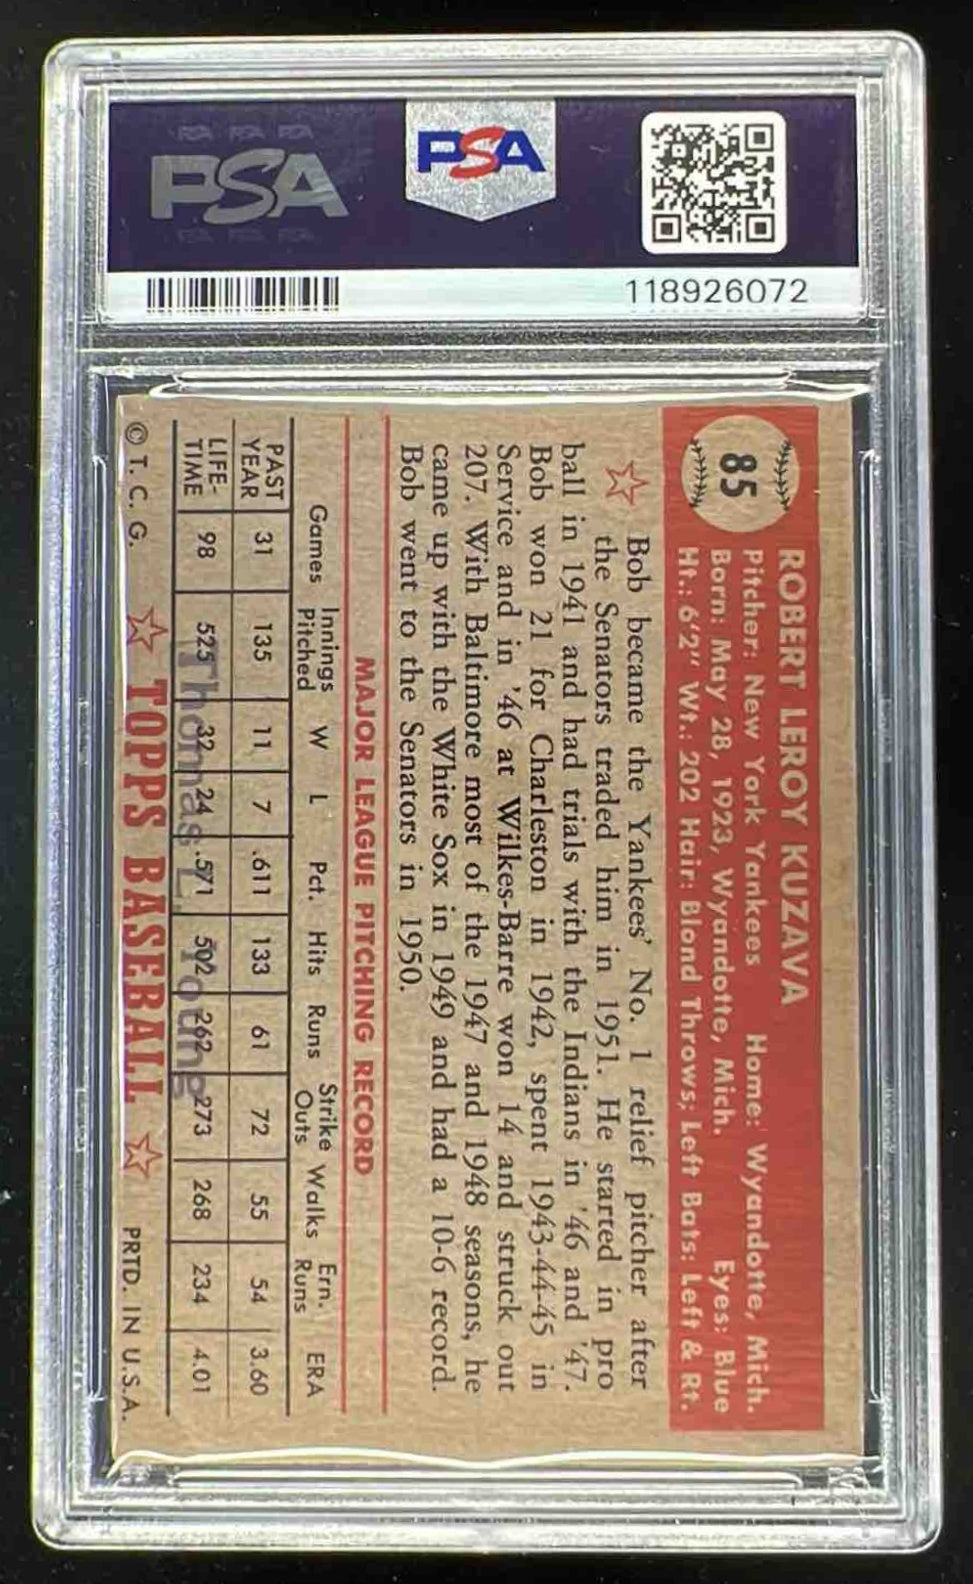 PSA PSA PSA
PSA
PSA PSA PSA
PSA
118926072
85
ROBERT LEROY KUZAVA
Pitcher: New York Yankees Home: Wyandotte, Mich.
Born: May 28, 1923, Wyandotte, Mich. Eyes: Blue
Ht.: 6'2" Wt.: 202 Hair: Blond Throws; Left Bats: Left & Rt.
Bob became the Yankees' No. 1 relief pitcher after
the Senators traded him in 1951. He started in pro
ball in 1941 and had trials with the Indians in '46 and '47.
Bob won 21 for Charleston in 1942, spent 1943-44-45 in
Service and in '46 at Wilkes-Barre won 14 and struck out
207. With Baltimore most of the 1947 and 1948 seasons, he
came up with the White Sox in 1949 and had a 10-6 record.
Bob went to the Senators in 1950.
MAJOR LEAGUE PITCHING RECORD
Games Innings Pitched W L Pct. Hits Runs Strike Outs Walks Ern. Runs ERA
PAST YEAR 31 135 11 7 .611 133 61 72 55 54 3.60
LIFE-TIME 98 525 32 24 .571 502 262 273 268 234 4.01
Thomas L. Young
© T. C. G. TOPPS BASEBALL PRTD. IN U.S.A.